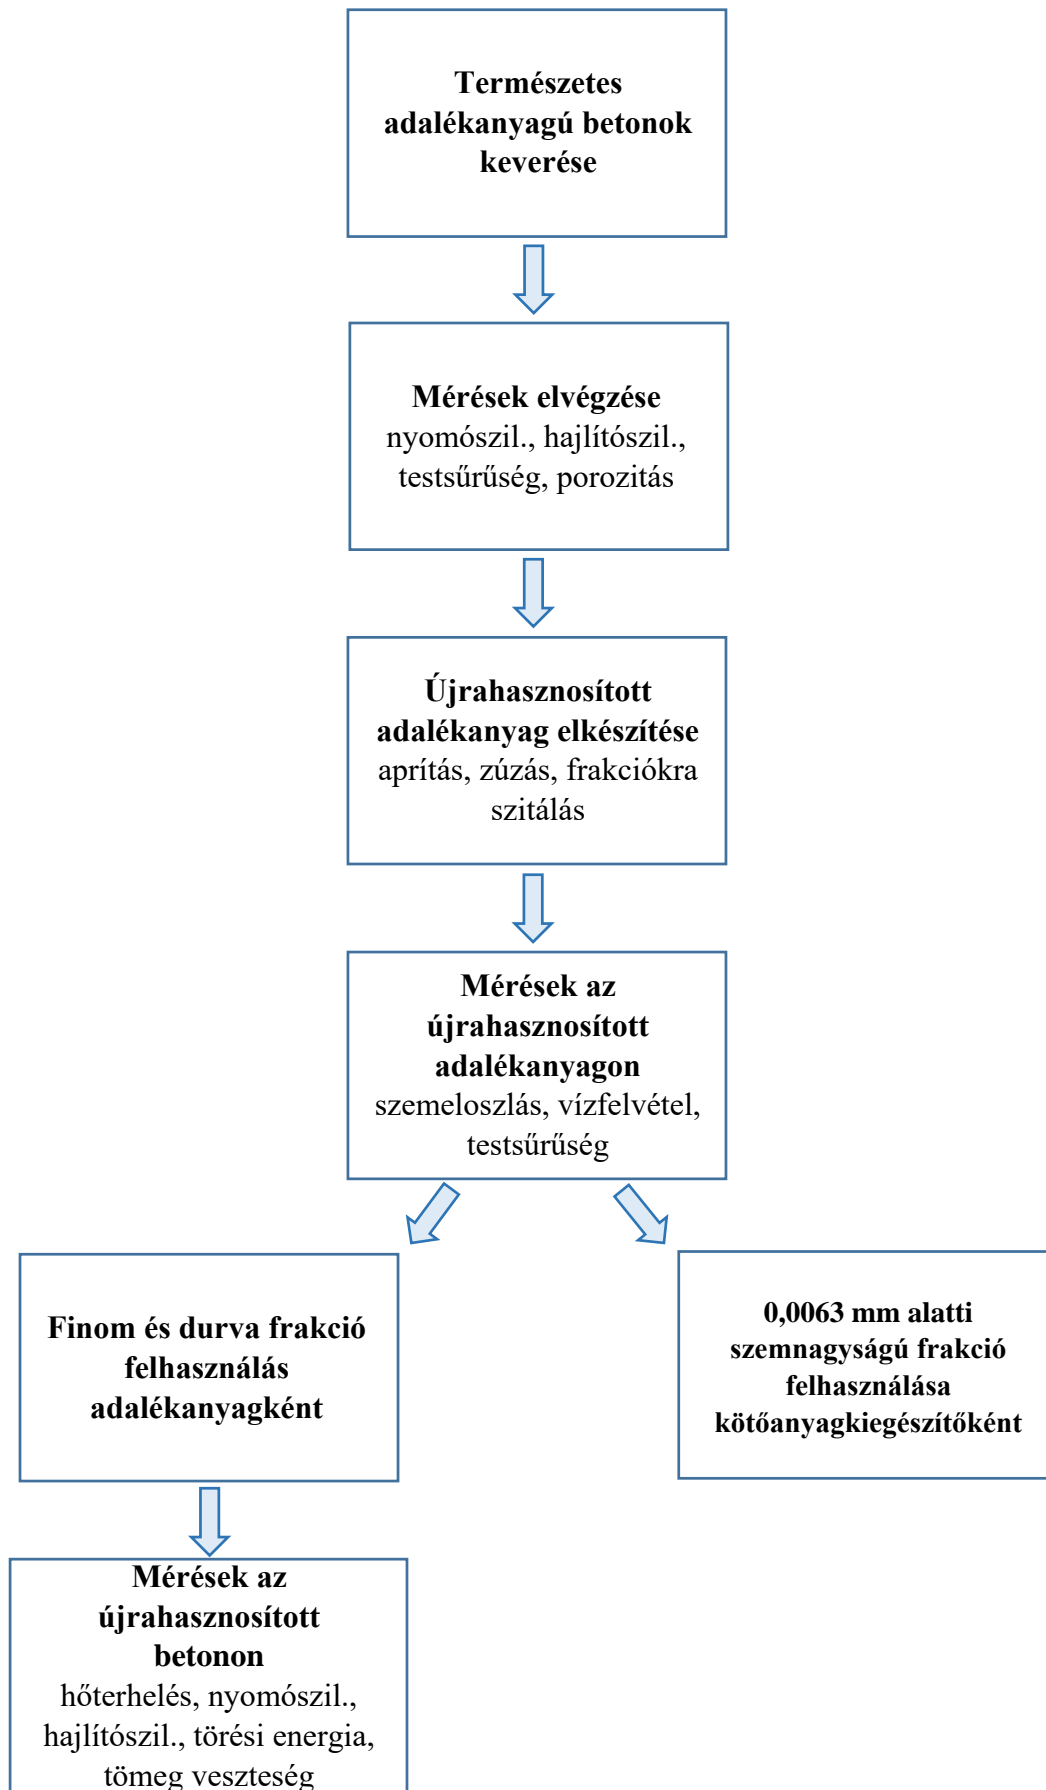 Természetes
adalékanyagú betonok
keverése
Mérések elvégzése
nyomószil., hajlítószil.,
testsűrűség, porozitás
Újrahasznosított
adalékanyag elkészítése
aprítás, zúzás, frakciókra
szitálás
Mérések az
újrahasznosított
adalékanyagon
szemeloszlás, vízfelvétel,
testsűrűség
Finom és durva frakció
felhasználás
adalékanyagként
0,0063 mm alatti
szemnagyságú frakció
felhasználása
kötőanyagkiegészítőként
Mérések az
újrahasznosított
betonon
hőterhelés, nyomószil.,
hajlítószil., törési energia,
tömeg veszteség